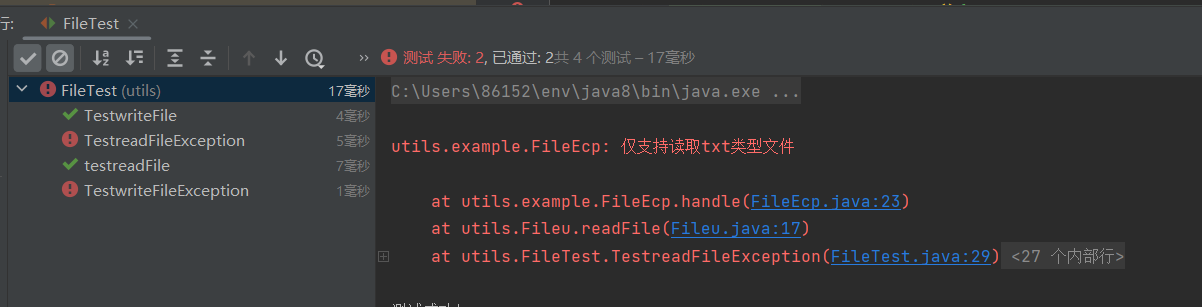 行: FileTest ×
» 测试 失败: 2, 已通过: 2共 4 个测试 – 17毫秒
FileTest (utils) 17毫秒
TestwriteFile 4毫秒
TestreadFileException 5毫秒
testreadFile 7毫秒
TestwriteFileException 1毫秒
C:\Users\86152\env\java8\bin\java.exe ...
utils.example.FileEcp: 仅支持读取txt类型文件
at utils.example.FileEcp.handle(FileEcp.java:23)
at utils.Fileu.readFile(Fileu.java:17)
at utils.FileTest.TestreadFileException(FileTest.java:29) <27 个内部行>